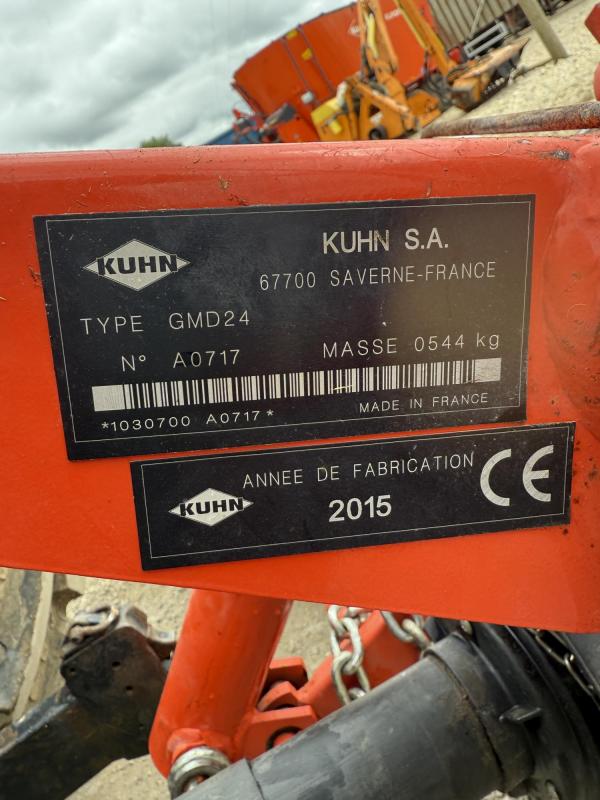 KUHN
KUHN S.A.
67700 SAVERNE-FRANCE
TYPE GMD24
N° A0717 MASSE 0544 kg
*1030700 A0717*
MADE IN FRANCE
KUHN
ANNEE DE FABRICATION
2015
CE